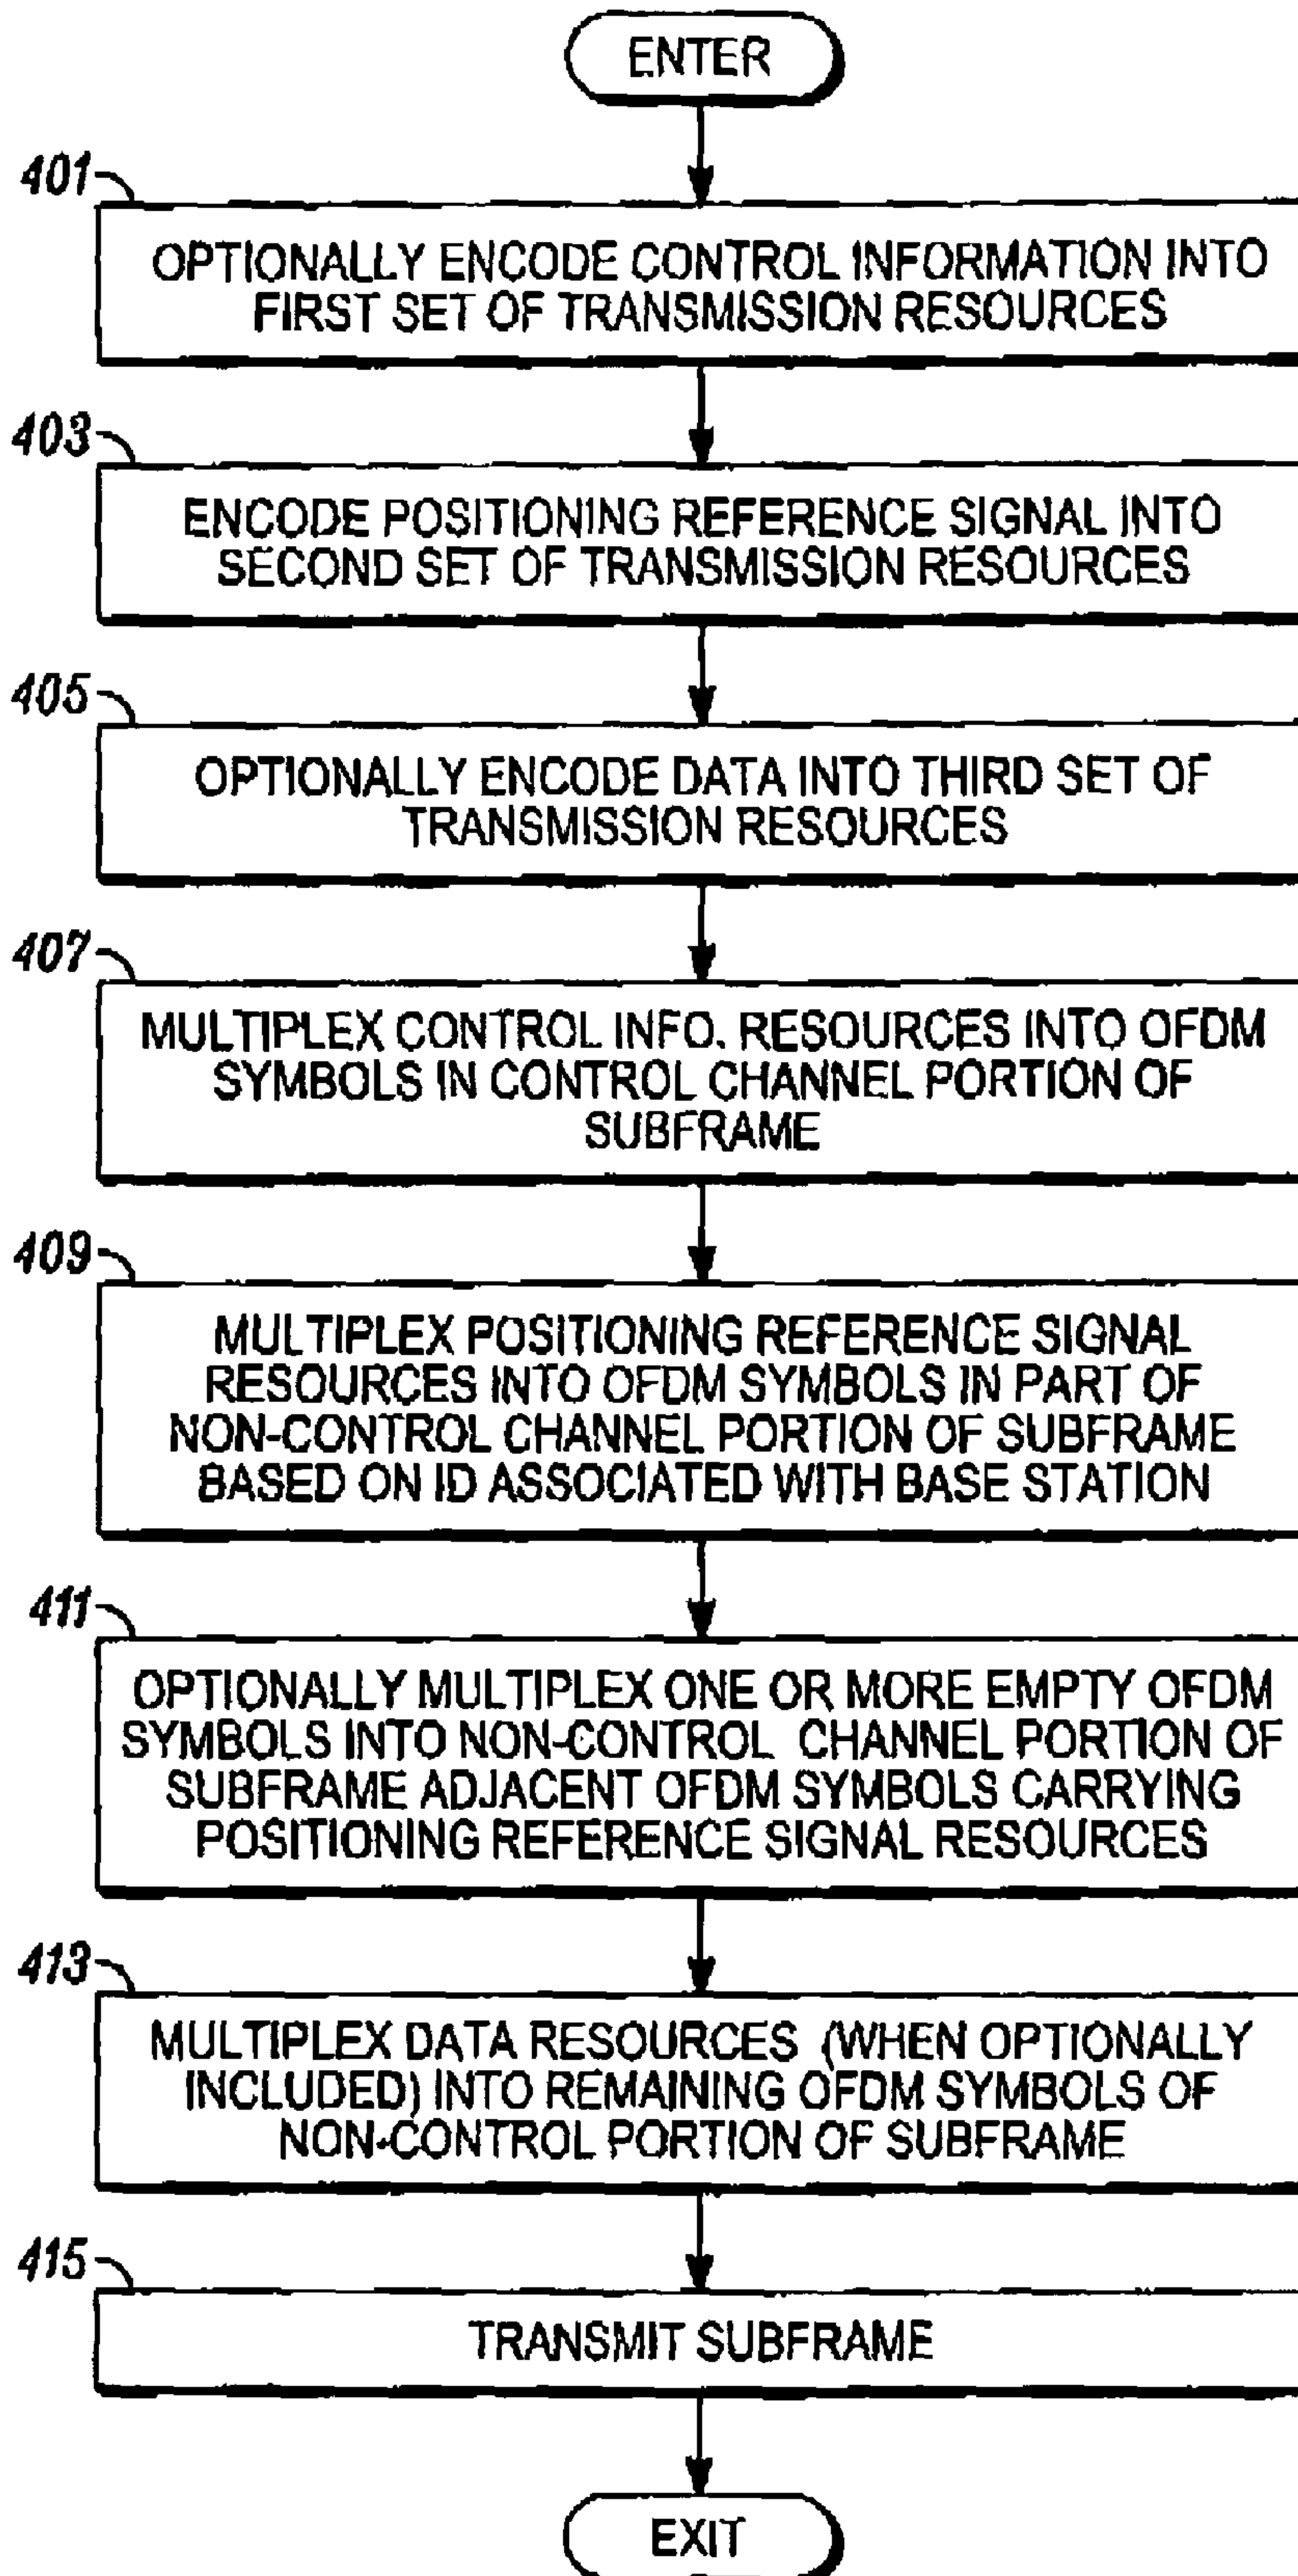 ENTER
401
OPTIONALLY ENCODE CONTROL INFORMATION INTO
FIRST SET OF TRANSMISSION RESOURCES
403
ENCODE POSITIONING REFERENCE SIGNAL INTO
SECOND SET OF TRANSMISSION RESOURCES
405
OPTIONALLY ENCODE DATA INTO THIRD SET OF
TRANSMISSION RESOURCES
407
MULTIPLEX CONTROL INFO. RESOURCES INTO OFDM
SYMBOLS IN CONTROL CHANNEL PORTION OF
SUBFRAME
409
MULTIPLEX POSITIONING REFERENCE SIGNAL
RESOURCES INTO OFDM SYMBOLS IN PART OF
NON-CONTROL CHANNEL PORTION OF SUBFRAME
BASED ON ID ASSOCIATED WITH BASE STATION
411
OPTIONALLY MULTIPLEX ONE OR MORE EMPTY OFDM
SYMBOLS INTO NON-CONTROL CHANNEL PORTION OF
SUBFRAME ADJACENT OFDM SYMBOLS CARRYING
POSITIONING REFERENCE SIGNAL RESOURCES
413
MULTIPLEX DATA RESOURCES (WHEN OPTIONALLY
INCLUDED) INTO REMAINING OFDM SYMBOLS OF
NON-CONTROL PORTION OF SUBFRAME
415
TRANSMIT SUBFRAME
EXIT